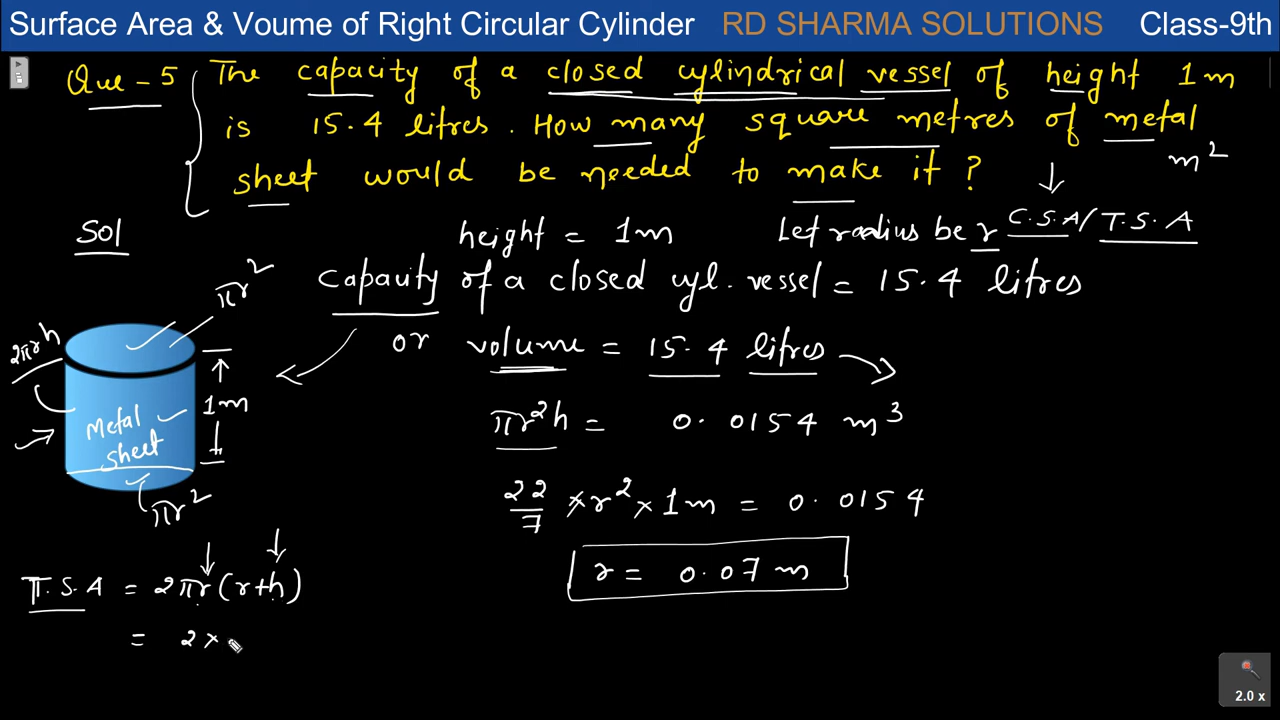 Surface Area & Voume of Right Circular Cylinder RD SHARMA SOLUTIONS Class-9th
Que - 5 The capacity of a closed cylindrical vessel of height 1m
is 15.4 litres. How many square metres of metal
sheet would be needed to make it ?
m²
Sol
height = 1m Let radius be r C.S.A/T.S.A
Capacity of a closed cyl. vessel = 15.4 litres
or volume = 15.4 litres
πr²h = 0.0154 m³
22/7 × r² × 1m = 0.0154
r = 0.07 m
πr²
2πrh
1m
Metal
sheet
πr²
T.S.A = 2πr(r+h)
= 2×
2.0 x